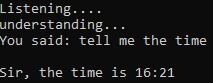 Listening....
understanding...
You said: tell me the time
Sir, the time is 16:21